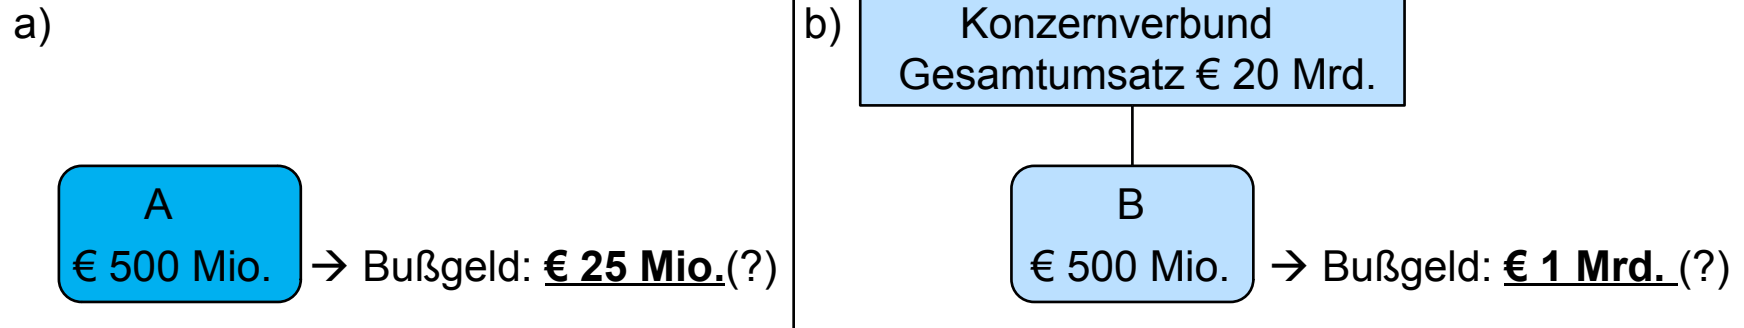 a)
A
€ 500 Mio.
→ Bußgeld: € 25 Mio.(?)
b)
Konzernverbund
Gesamtumsatz € 20 Mrd.
B
€ 500 Mio.
→ Bußgeld: € 1 Mrd. (?)